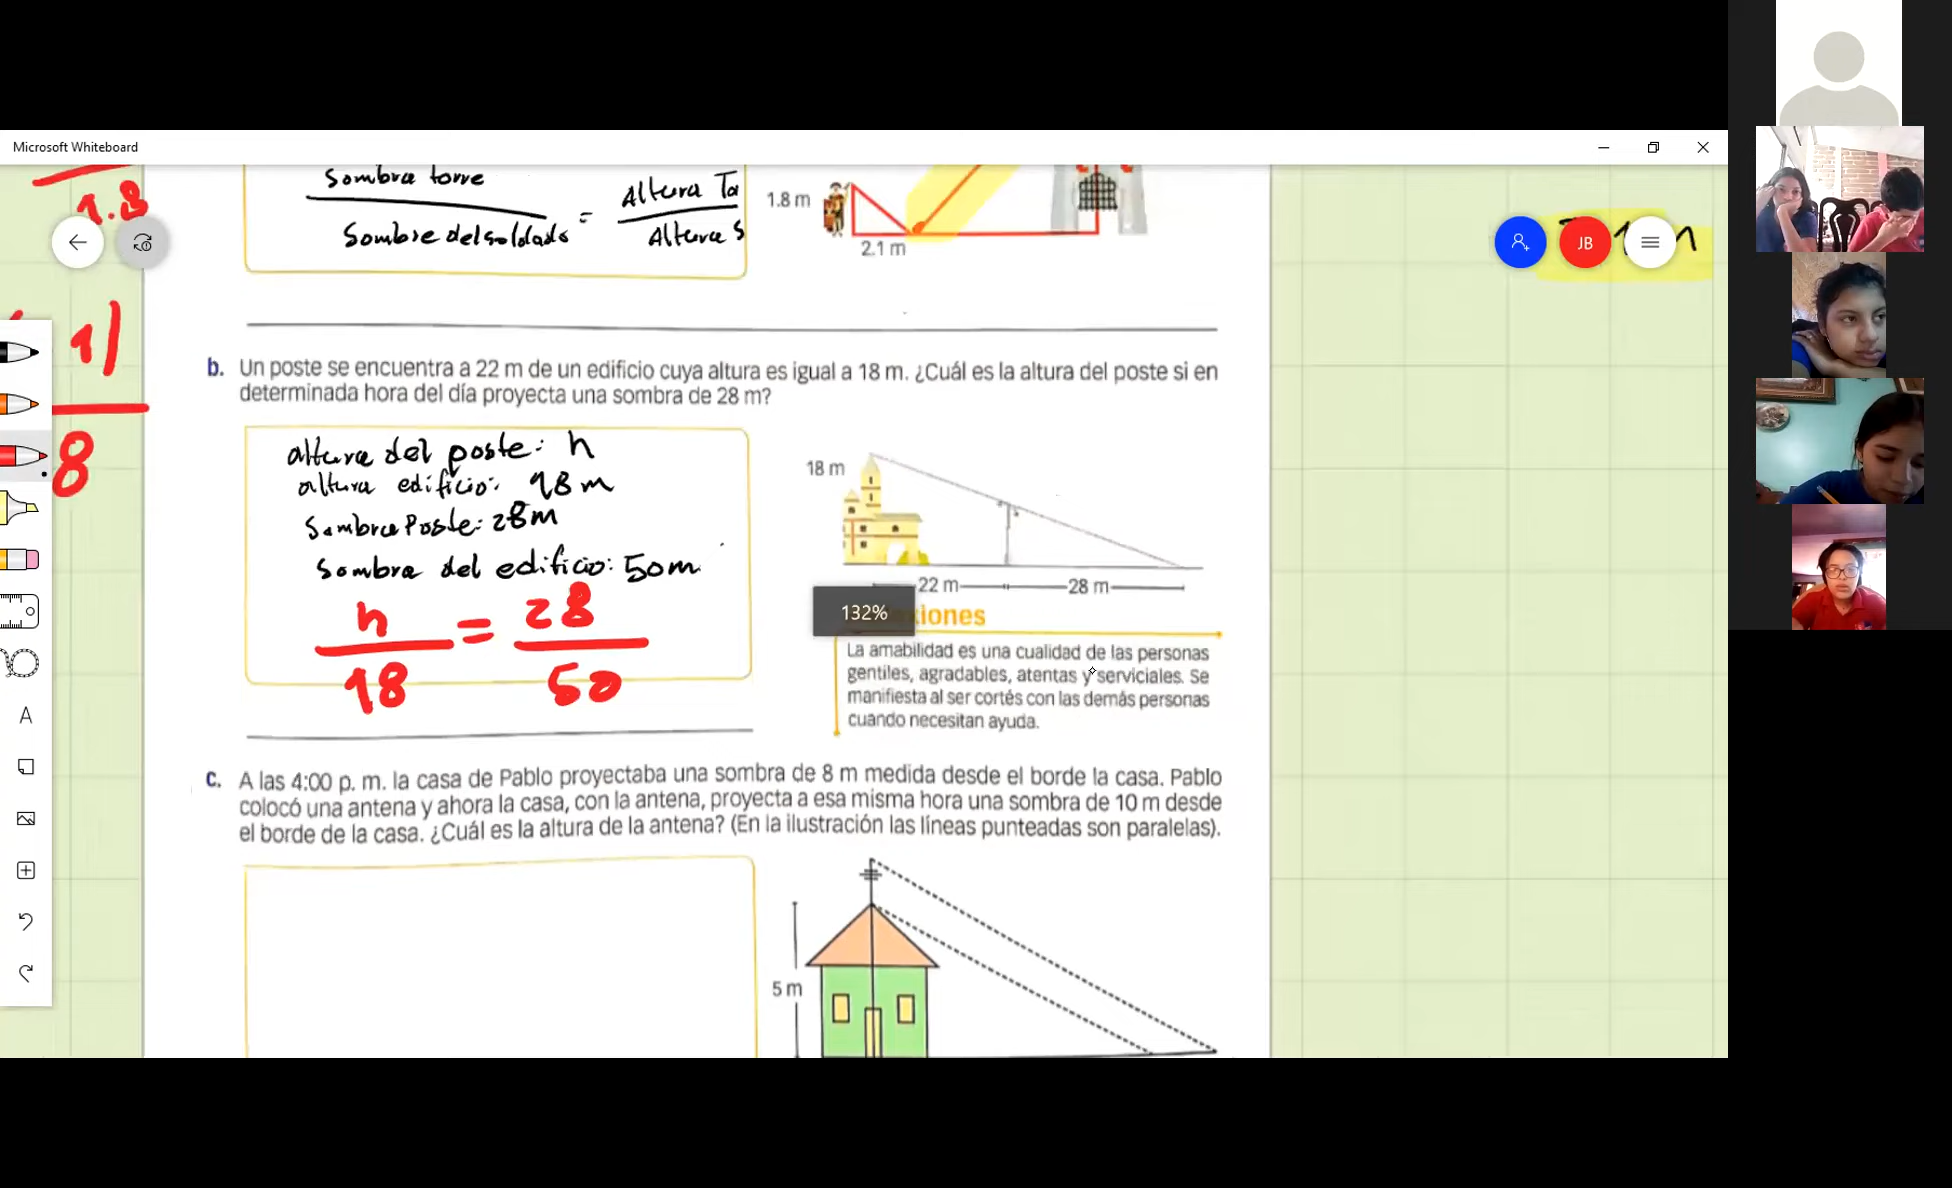 Microsoft Whiteboard
1.8
Sombra torre
Sombre del soldado
=
Altura To
Altura S
1.8 m
2.1 m
JB
1)
8
b. Un poste se encuentra a 22 m de un edificio cuya altura es igual a 18 m. ¿Cuál es la altura del poste si en
determinada hora del día proyecta una sombra de 28 m?
altura del poste: h
altura edificio: 18 m
Sombra Poste: 28m
Sombra del edificio: 50m
h = 28
18 50
18 m
22 m
28 m
132%
iones
La amabilidad es una cualidad de las personas
gentiles, agradables, atentas y serviciales. Se
manifiesta al ser cortés con las demás personas
cuando necesitan ayuda.
c. A las 4:00 p. m. la casa de Pablo proyectaba una sombra de 8 m medida desde el borde la casa. Pablo
colocó una antena y ahora la casa, con la antena, proyecta a esa misma hora una sombra de 10 m desde
el borde de la casa. ¿Cuál es la altura de la antena? (En la ilustración las líneas punteadas son paralelas).
5 m